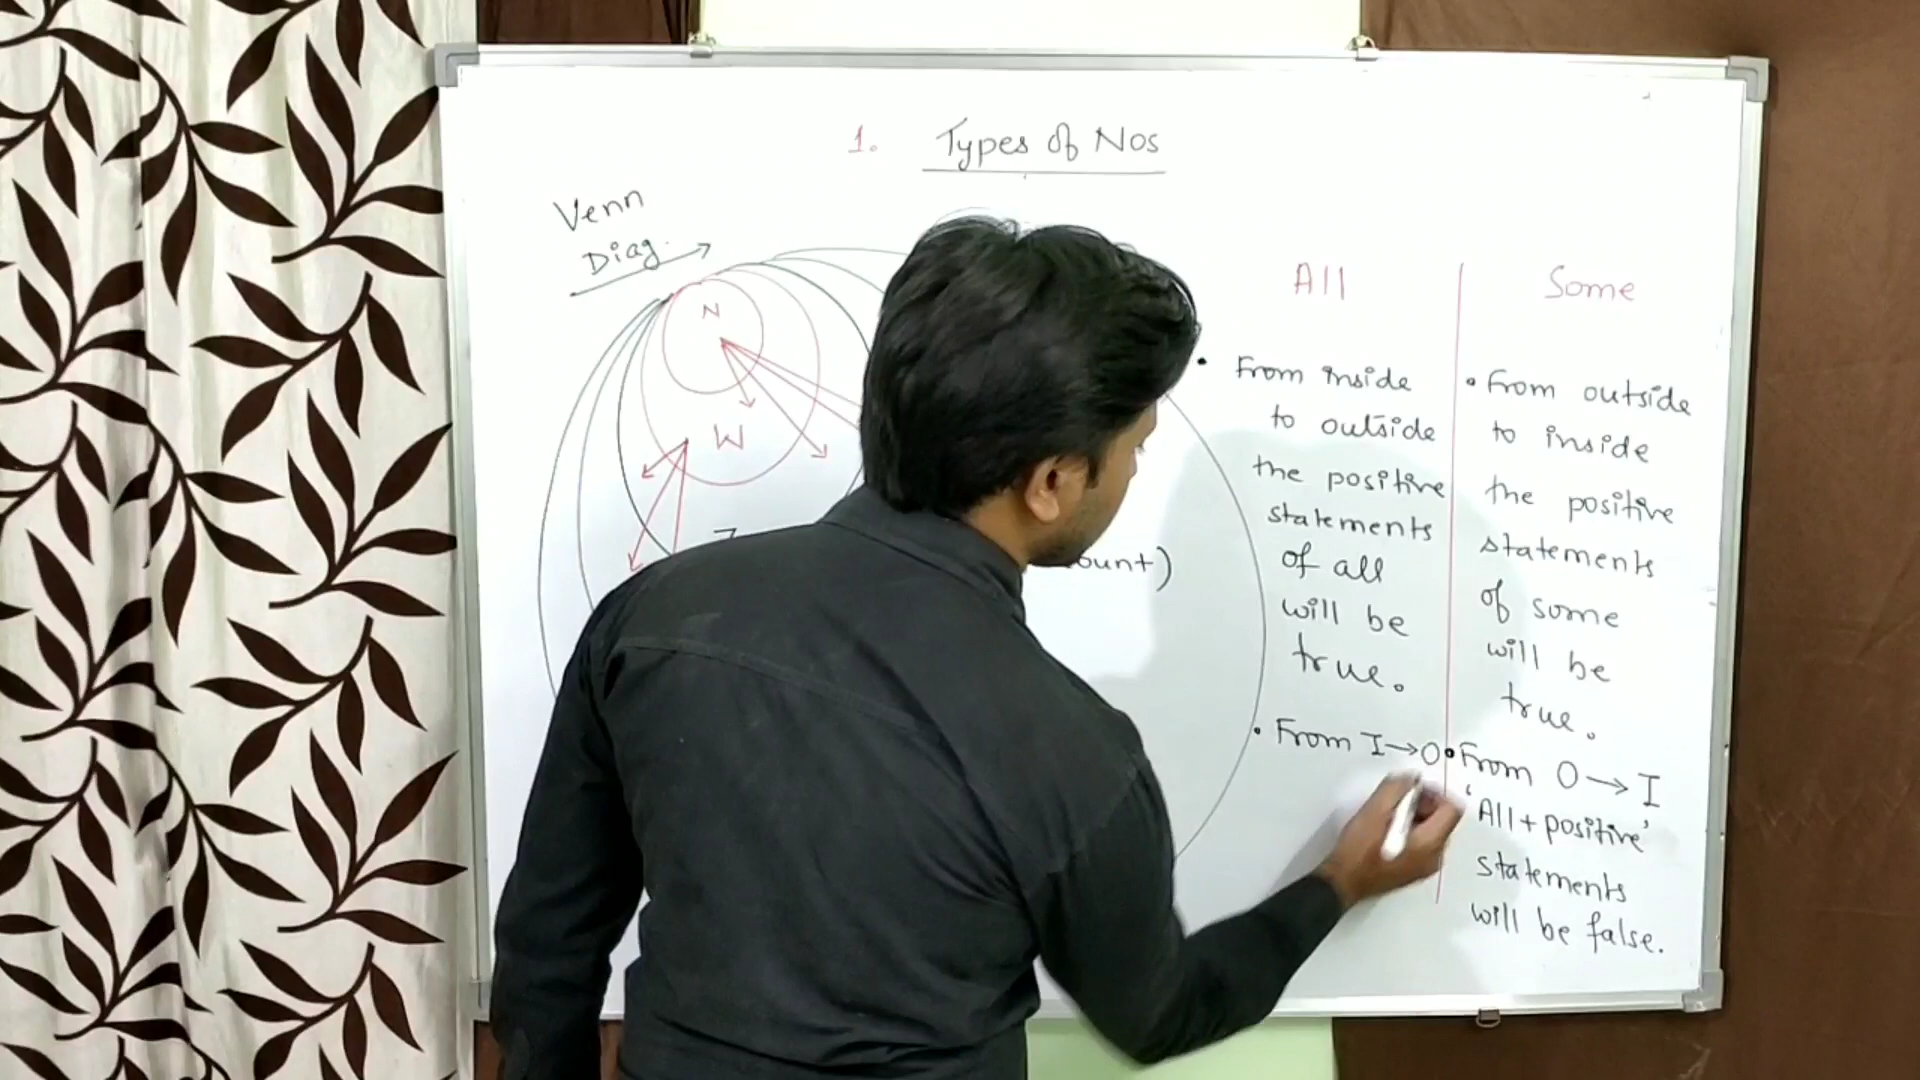 1. Types of Nos
Venn
Diag.
N
W
Z
ount)
All
• From inside
to outside
the positive
statements
of all
will be
true.
• From I→O
Some
• From outside
to inside
the positive
statements
of some
will be
true.
• From O→I
'All+positive'
statements
will be false.